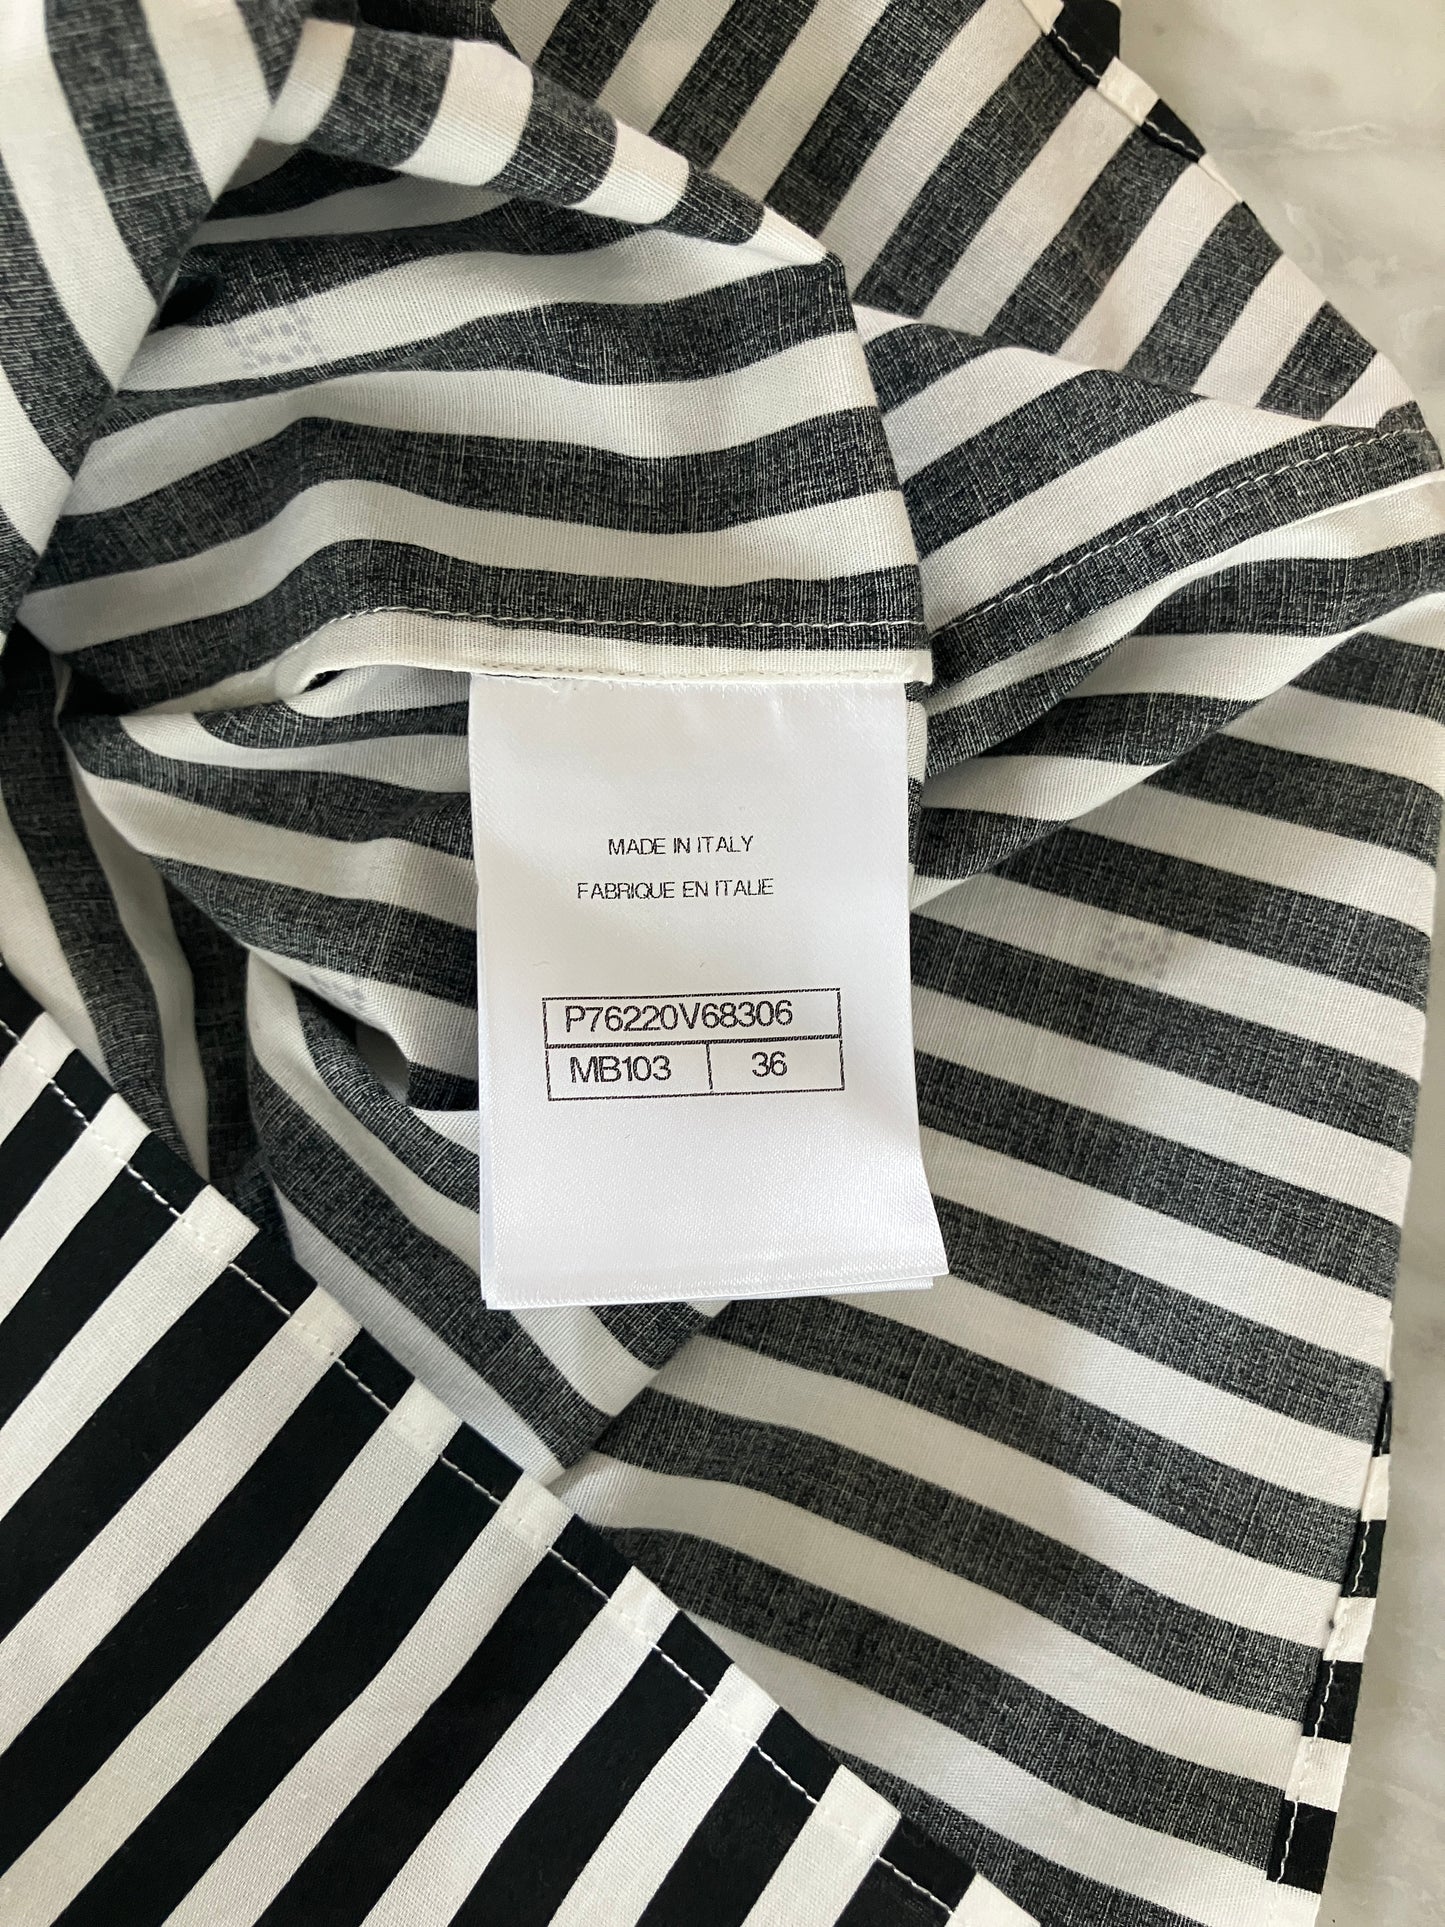 MADE IN ITALY
FABRIQUE EN ITALIE
P76220V68306
MB103 36